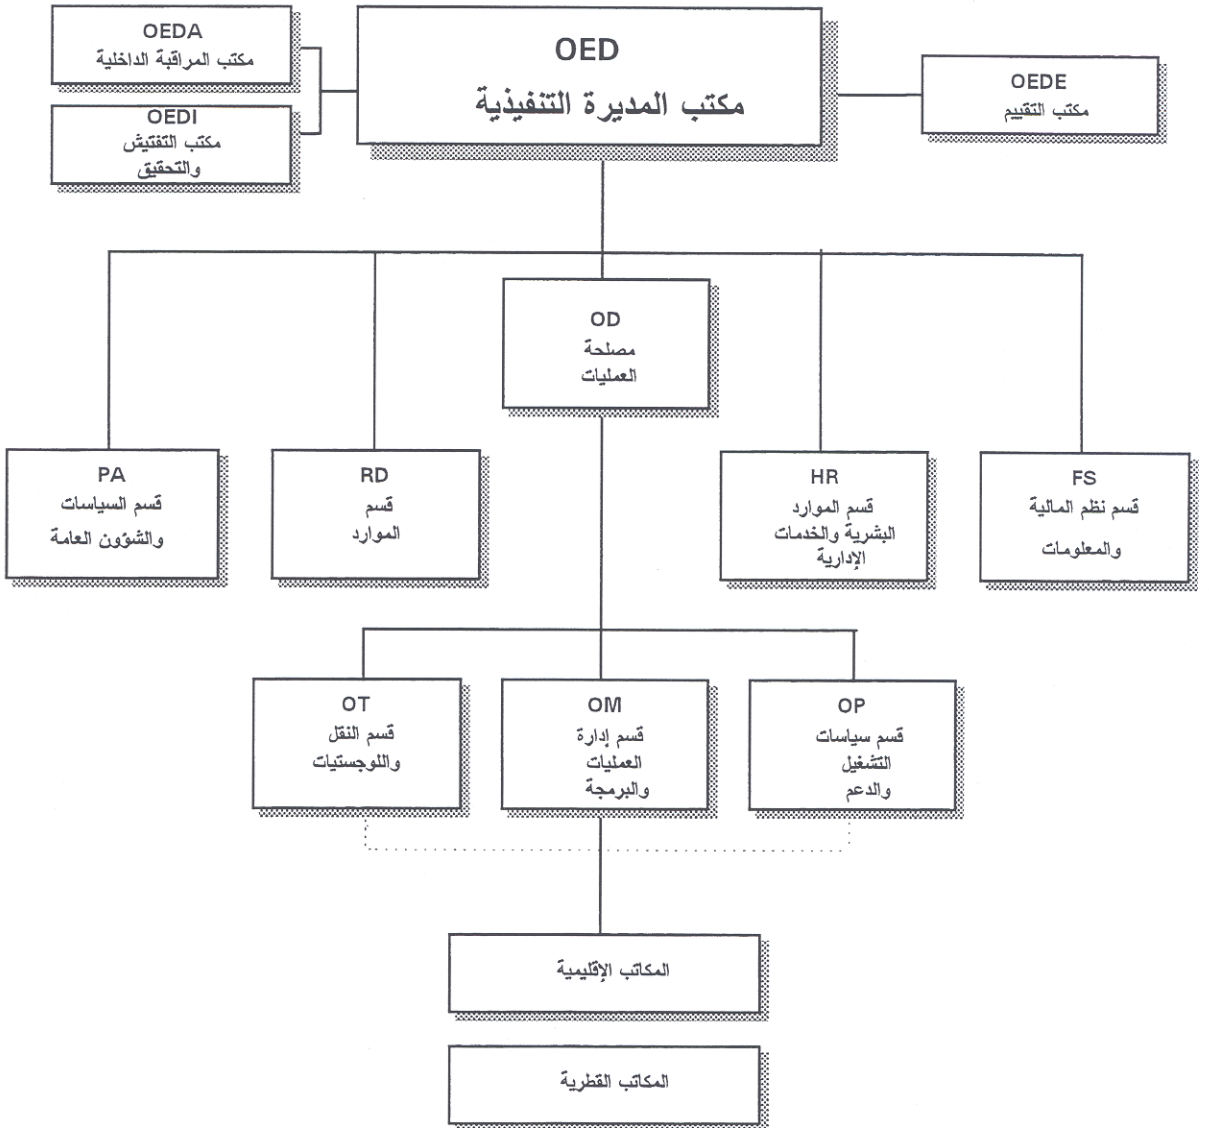 OEDA
مكتب المراقبة الداخلية
OEDI
مكتب التفتيش
والتحقيق
OED
مكتب المديرة التنفيذية
OEDE
مكتب التقييم
OD
مصلحة
العمليات
PA
قسم السياسات
والشؤون العامة
RD
قسم
الموارد
HR
قسم الموارد
البشرية والخدمات
الإدارية
FS
قسم نظم المالية
والمعلومات
OT
قسم النقل
واللوجستيات
OM
قسم إدارة
العمليات
والبرمجة
OP
قسم سياسات
التشغيل
والدعم
المكاتب الإقليمية
المكاتب القطرية